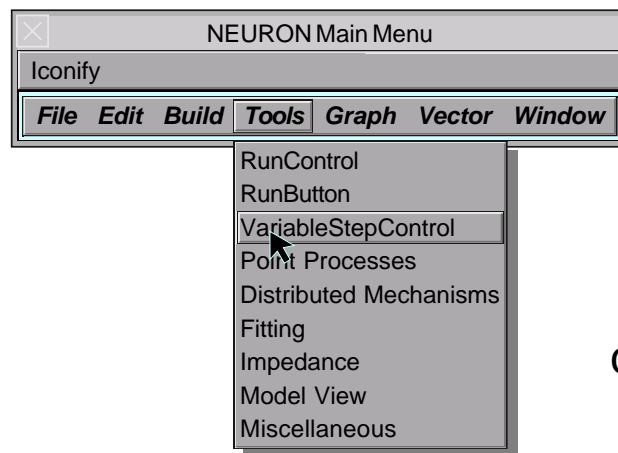 NEURON Main Menu
Iconify
File Edit Build Tools Graph Vector Window
RunControl
RunButton
VariableStepControl
Point Processes
Distributed Mechanisms
Fitting
Impedance
Model View
Miscellaneous